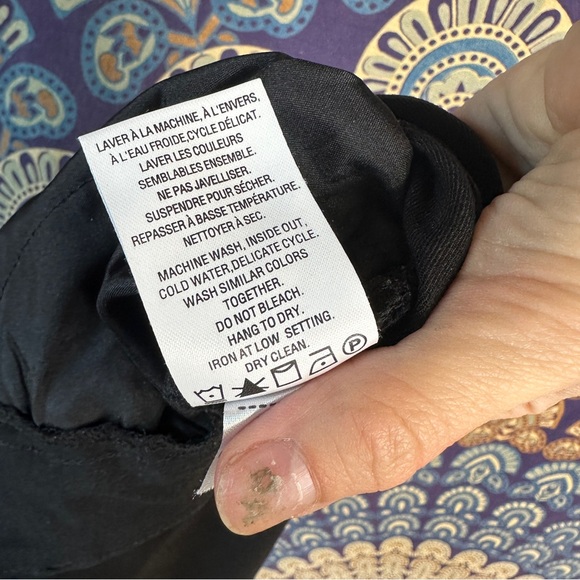 LAVER À LA MACHINE, À L'ENVERS,
À L'EAU FROIDE,CYCLE DÉLICAT.
LAVER LES COULEURS
SEMBLABLES ENSEMBLE.
NE PAS JAVELLISER.
SUSPENDRE POUR SÉCHER.
REPASSER À BASSE TEMPÉRATURE.
NETTOYER À SEC.
MACHINE WASH, INSIDE OUT,
COLD WATER,DELICATE CYCLE.
WASH SIMILAR COLORS
TOGETHER.
DO NOT BLEACH.
HANG TO DRY.
IRON AT LOW SETTING.
DRY CLEAN.
P